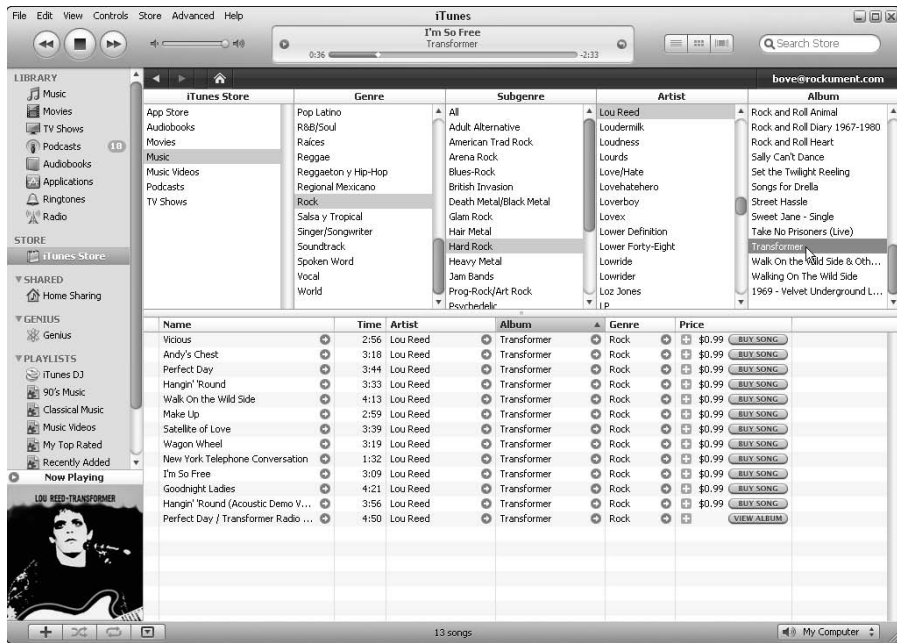 File Edit View Controls Store Advanced Help
iTunes
I'm So Free
Transformer
0:36 -2:33
Search Store
bove@rockument.com
LIBRARY
Music
Movies
TV Shows
Podcasts 18
Audiobooks
Applications
Ringtones
Radio
STORE
iTunes Store
SHARED
Home Sharing
GENIUS
Genius
PLAYLISTS
iTunes DJ
90's Music
Classical Music
Music Videos
My Top Rated
Recently Added
Now Playing
LOU REED-TRANSFORMER
iTunes Store
App Store
Audiobooks
Movies
Music
Music Videos
Podcasts
TV Shows
Genre
Pop Latino
R&B/Soul
Raíces
Reggae
Reggaeton y Hip-Hop
Regional Mexicano
Rock
Salsa y Tropical
Singer/Songwriter
Soundtrack
Spoken Word
Vocal
World
Subgenre
All
Adult Alternative
American Trad Rock
Arena Rock
Blues-Rock
British Invasion
Death Metal/Black Metal
Glam Rock
Hair Metal
Hard Rock
Heavy Metal
Jam Bands
Prog-Rock/Art Rock
Psychedelic
Artist
Lou Reed
Loudermilk
Loudness
Lourds
Love/Hate
Lovehatehero
Loverboy
Lovex
Lower Definition
Lower Forty-Eight
Lowride
Lowrider
Loz Jones
LP
Album
Rock and Roll Animal
Rock and Roll Diary 1967-1980
Rock and Roll Heart
Sally Can't Dance
Set the Twilight Reeling
Songs for Drella
Street Hassle
Sweet Jane - Single
Take No Prisoners (Live)
Transformer
Walk On the Wild Side & Oth...
Walking On The Wild Side
1969 - Velvet Underground L...
Name Time Artist Album Genre Price
Vicious 2:56 Lou Reed Transformer Rock $0.99 BUY SONG
Andy's Chest 3:18 Lou Reed Transformer Rock $0.99 BUY SONG
Perfect Day 3:44 Lou Reed Transformer Rock $0.99 BUY SONG
Hangin' 'Round 3:33 Lou Reed Transformer Rock $0.99 BUY SONG
Walk On the Wild Side 4:13 Lou Reed Transformer Rock $0.99 BUY SONG
Make Up 2:59 Lou Reed Transformer Rock $0.99 BUY SONG
Satellite of Love 3:39 Lou Reed Transformer Rock $0.99 BUY SONG
Wagon Wheel 3:19 Lou Reed Transformer Rock $0.99 BUY SONG
New York Telephone Conversation 1:32 Lou Reed Transformer Rock $0.99 BUY SONG
I'm So Free 3:09 Lou Reed Transformer Rock $0.99 BUY SONG
Goodnight Ladies 4:21 Lou Reed Transformer Rock $0.99 BUY SONG
Hangin' 'Round (Acoustic Demo V... 3:56 Lou Reed Transformer Rock $0.99 BUY SONG
Perfect Day / Transformer Radio ... 4:50 Lou Reed Transformer Rock VIEW ALBUM
13 songs
My Computer